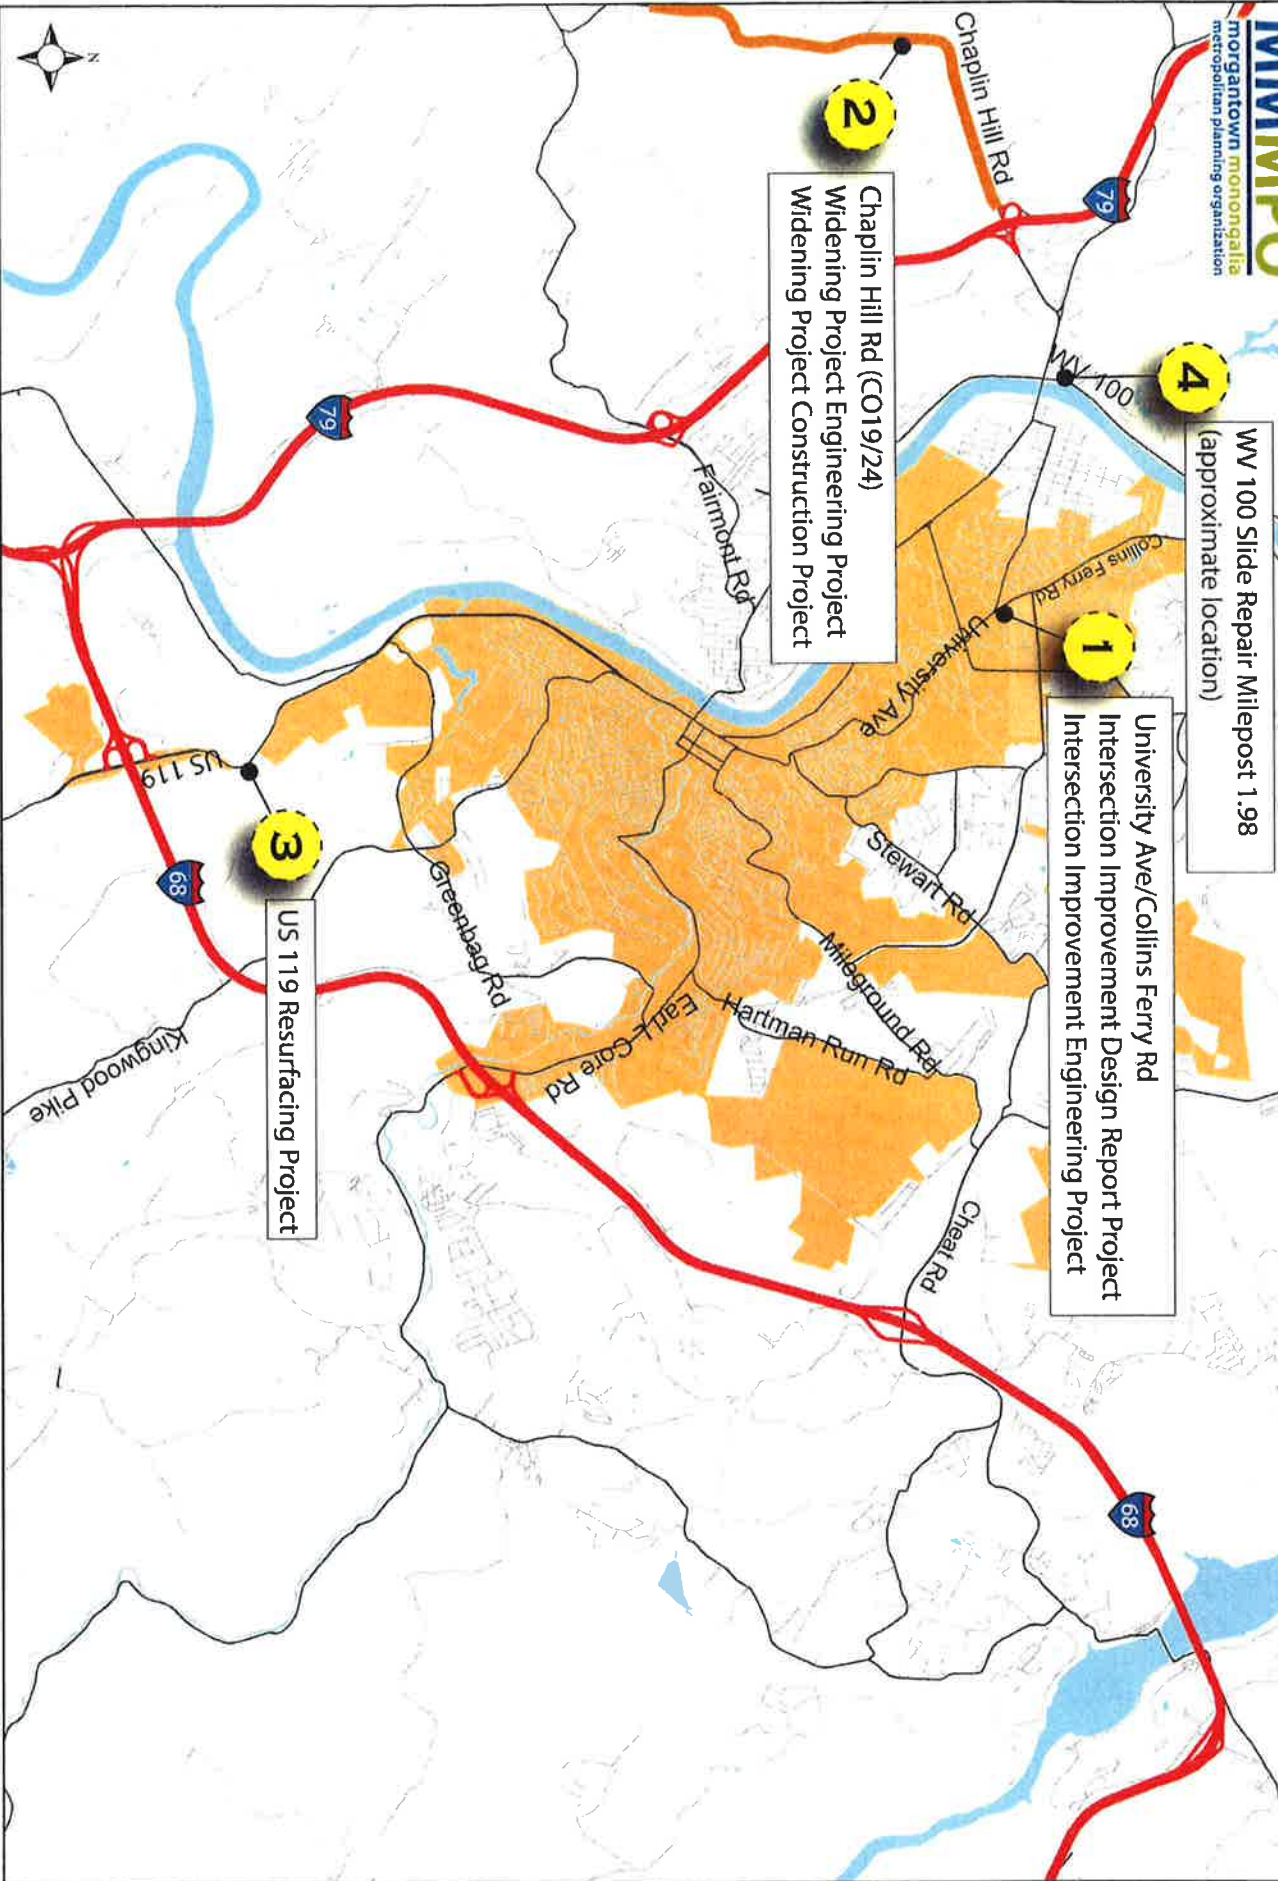 MMMPO
morgantown monongalia
metropolitan planning organization
4
WV 100 Slide Repair Milepost 1.98
(approximate location)
1
University Ave/Collins Ferry Rd
Intersection Improvement Design Report Project
Intersection Improvement Engineering Project
2
Chaplin Hill Rd (CO19/24)
Widening Project Engineering Project
Widening Project Construction Project
3
US 119 Resurfacing Project
Chaplin Hill Rd
79
WV 100
Collins Ferry Rd
University Ave
Stewart Rd
Mileground Rd
Hartman Run Rd
Cheat Rd
68
Fairmont Rd
79
Earl L Core Rd
Greenbag Rd
US 119
68
Kingwood Pike
N